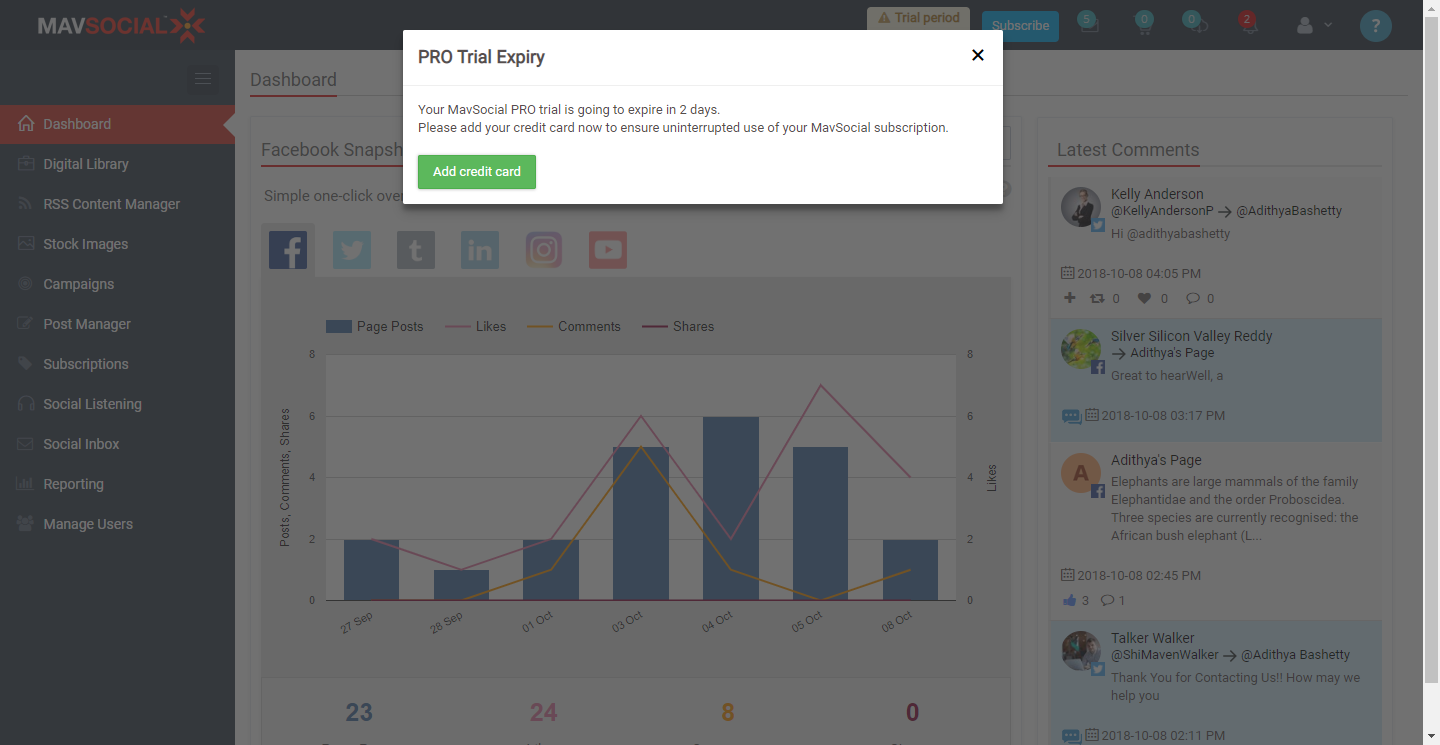 MAVSOCIAL
Trial period
Subscribe
5
0
0
2
?
PRO Trial Expiry
Your MavSocial PRO trial is going to expire in 2 days.
Please add your credit card now to ensure uninterrupted use of your MavSocial subscription.
Add credit card
Dashboard
Digital Library
RSS Content Manager
Stock Images
Campaigns
Post Manager
Subscriptions
Social Listening
Social Inbox
Reporting
Manage Users
Dashboard
Facebook
Simple one-click
Page Posts
Likes
Comments
Shares
8
6
4
2
0
Posts, Comments, Shares
8
6
4
2
0
Likes
27 Sep
28 Sep
01 Oct
03 Oct
04 Oct
05 Oct
08 Oct
23
24
8
0
Latest Comments
Kelly Anderson
@KellyAndersonP → @AdithyaBashetty
Hi @adithyabashetty
2018-10-08 04:05 PM
0 0 0
Silver Silicon Valley Reddy
→ Adithya's Page
Great to hearWell, a
2018-10-08 03:17 PM
A
Adithya's Page
Elephants are large mammals of the family
Elephantidae and the order Proboscidea.
Three species are currently recognised: the
African bush elephant (L...
2018-10-08 02:45 PM
3 1
Talker Walker
@ShiMavenWalker → @Adithya Bashetty
Thank You for Contacting Us!! How may we
help you
2018-10-08 02:11 PM